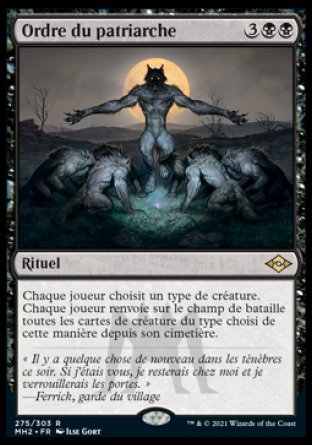 Ordre du patriarche 3
Rituel
Chaque joueur choisit un type de créature.
Chaque joueur renvoie sur le champ de bataille
toutes les cartes de créature du type choisi de
cette manière depuis son cimetière.
« Il y a quelque chose de nouveau dans les ténèbres
ce soir. Si j'étais vous, je resterais chez moi et je
verrouillerais les portes. »
—Ferrick, garde du village
275/303 R
MH2 • FR Ilse Gort
™ & © 2021 Wizards of the Coast